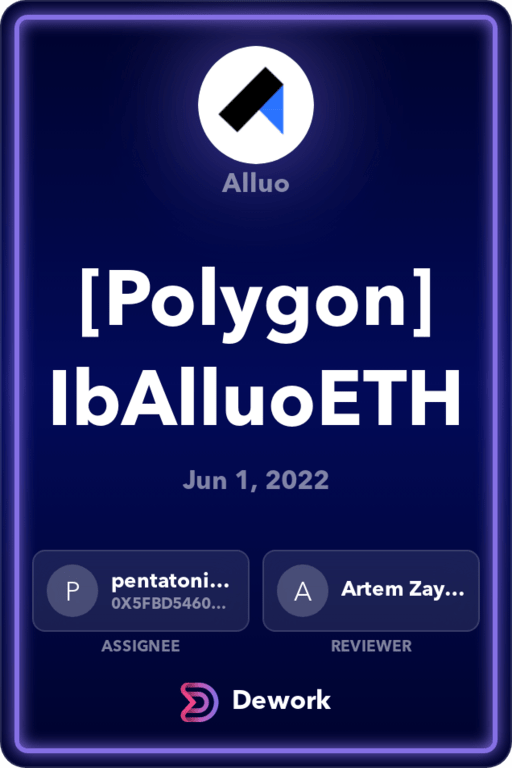 Alluo
[Polygon]
IbAlluoETH
Jun 1, 2022
P
pentatoni...
0X5FBD5460...
A
Artem Zay...
ASSIGNEE
REVIEWER
Dework